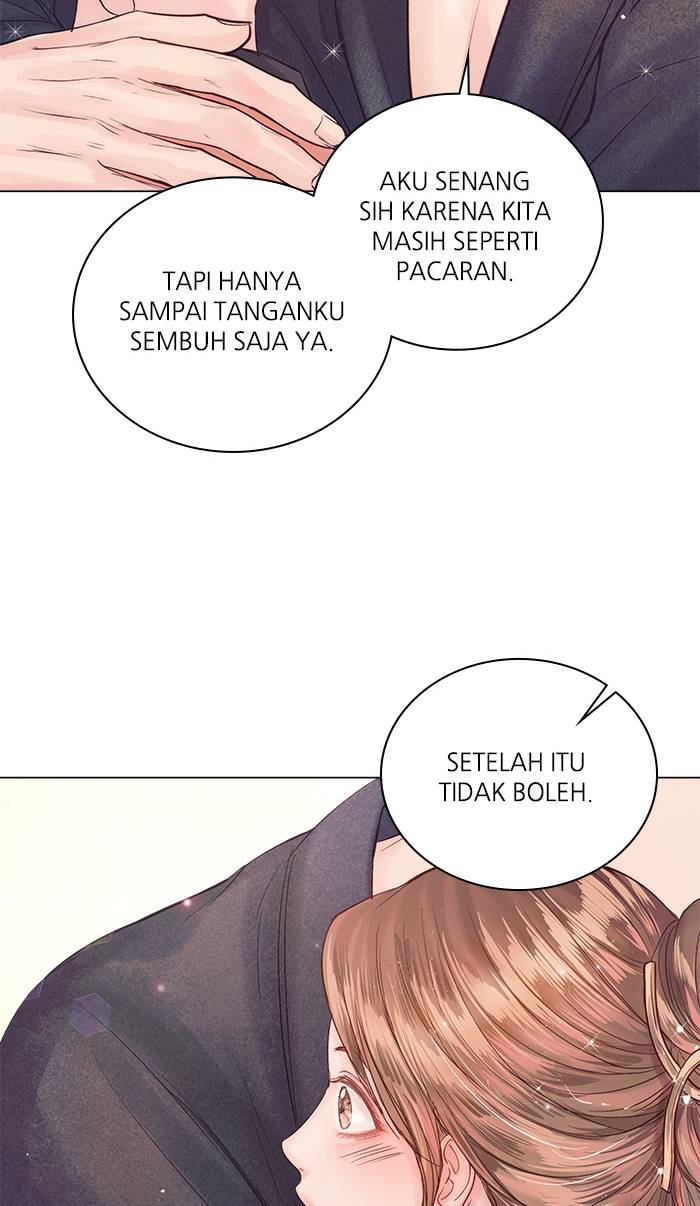 AKU SENANG
SIH KARENA KITA
MASIH SEPERTI
PACARAN.
TAPI HANYA
SAMPAI TANGANKU
SEMBUH SAJA YA.
SETELAH ITU
TIDAK BOLEH.